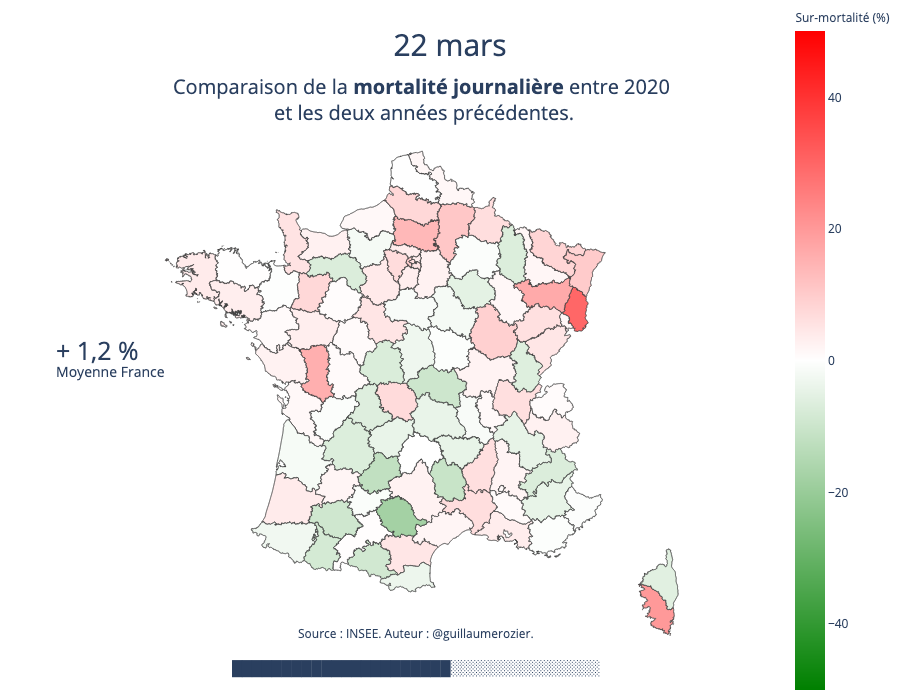 Sur-mortalité (%)
22 mars
Comparaison de la mortalité journalière entre 2020
et les deux années précédentes.
40
20
0
−20
−40
+ 1,2 %
Moyenne France
Source : INSEE. Auteur : @guillaumerozier.